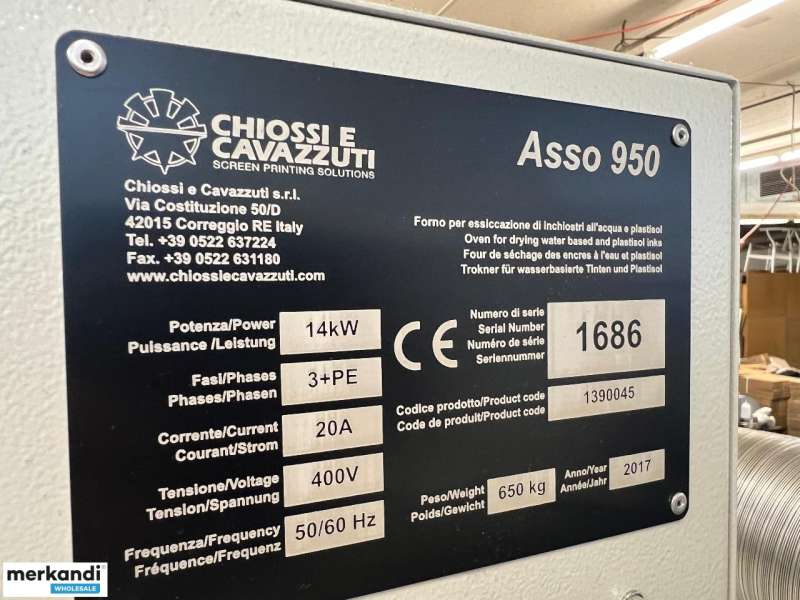 CHIOSSI E
CAVAZZUTI
SCREEN PRINTING SOLUTIONS
Asso 950
Chiossi e Cavazzuti s.r.l.
Via Costituzione 50/D
42015 Correggio RE Italy
Tel. +39 0522 637224
Fax. +39 0522 631180
www.chiossiecavazzuti.com
Forno per essiccazione di inchiostri all'acqua e plastisol
Oven for drying water based and plastisol inks
Four de séchage des encres à l'eau et plastisol
Trokner für wasserbasierte Tinten und Plastisol
Potenza/Power
Puissance /Leistung
14kW
Fasi/Phases
Phases/Phasen
3+PE
Corrente/Current
Courant/Strom
20A
Tensione/Voltage
Tension/Spannung
400V
Frequenza/Frequency
Fréquence/Frequenz
50/60 Hz
CE
Numero di serie
Serial Number
Numéro de série
Seriennummer
1686
Codice prodotto/Product code
Code de produit/Product code
1390045
Peso/Weight
Poids/Gewicht
650 kg
Anno/Year
Année/Jahr
2017
merkandi
WHOLESALE